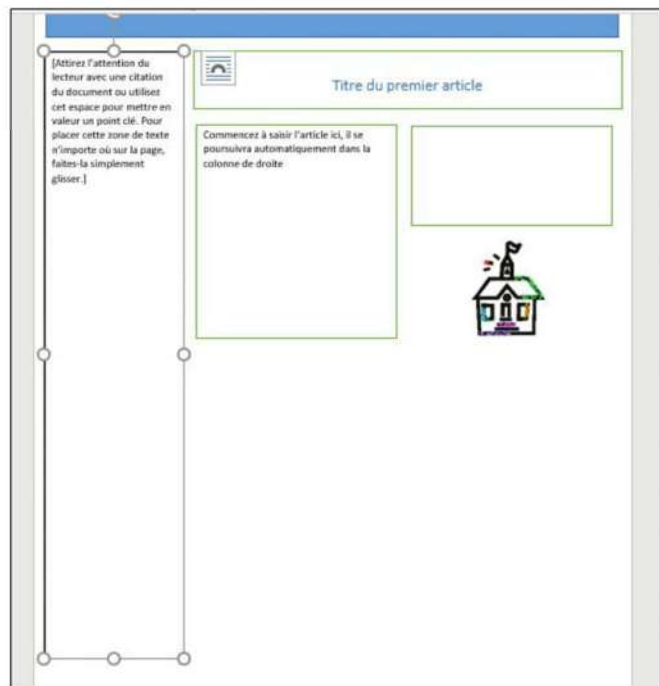 [Attirez l'attention du
lecteur avec une citation
du document ou utilisez
cet espace pour mettre en
valeur un point clé. Pour
placer cette zone de texte
n'importe où sur la page,
faites-la simplement
glisser.]
Titre du premier article
Commencez à saisir l'article ici, il se
poursuivra automatiquement dans la
colonne de droite